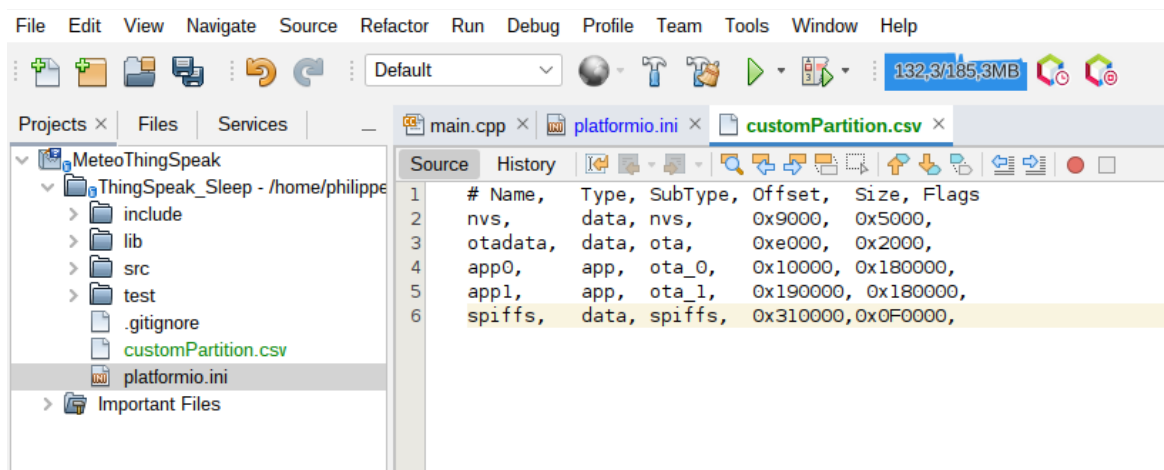 File Edit View Navigate Source Refactor Run Debug Profile Team Tools Window Help
Default
132,3/185,3MB
Projects × Files Services
main.cpp × platformio.ini × customPartition.csv ×
Source History
MeteoThingSpeak
ThingSpeak_Sleep - /home/philippe
include
lib
src
test
.gitignore
customPartition.csv
platformio.ini
Important Files
1 # Name, Type, SubType, Offset, Size, Flags
2 nvs, data, nvs, 0x9000, 0x5000,
3 otadata, data, ota, 0xe000, 0x2000,
4 app0, app, ota_0, 0x10000, 0x180000,
5 app1, app, ota_1, 0x190000, 0x180000,
6 spiffs, data, spiffs, 0x310000,0x0F0000,